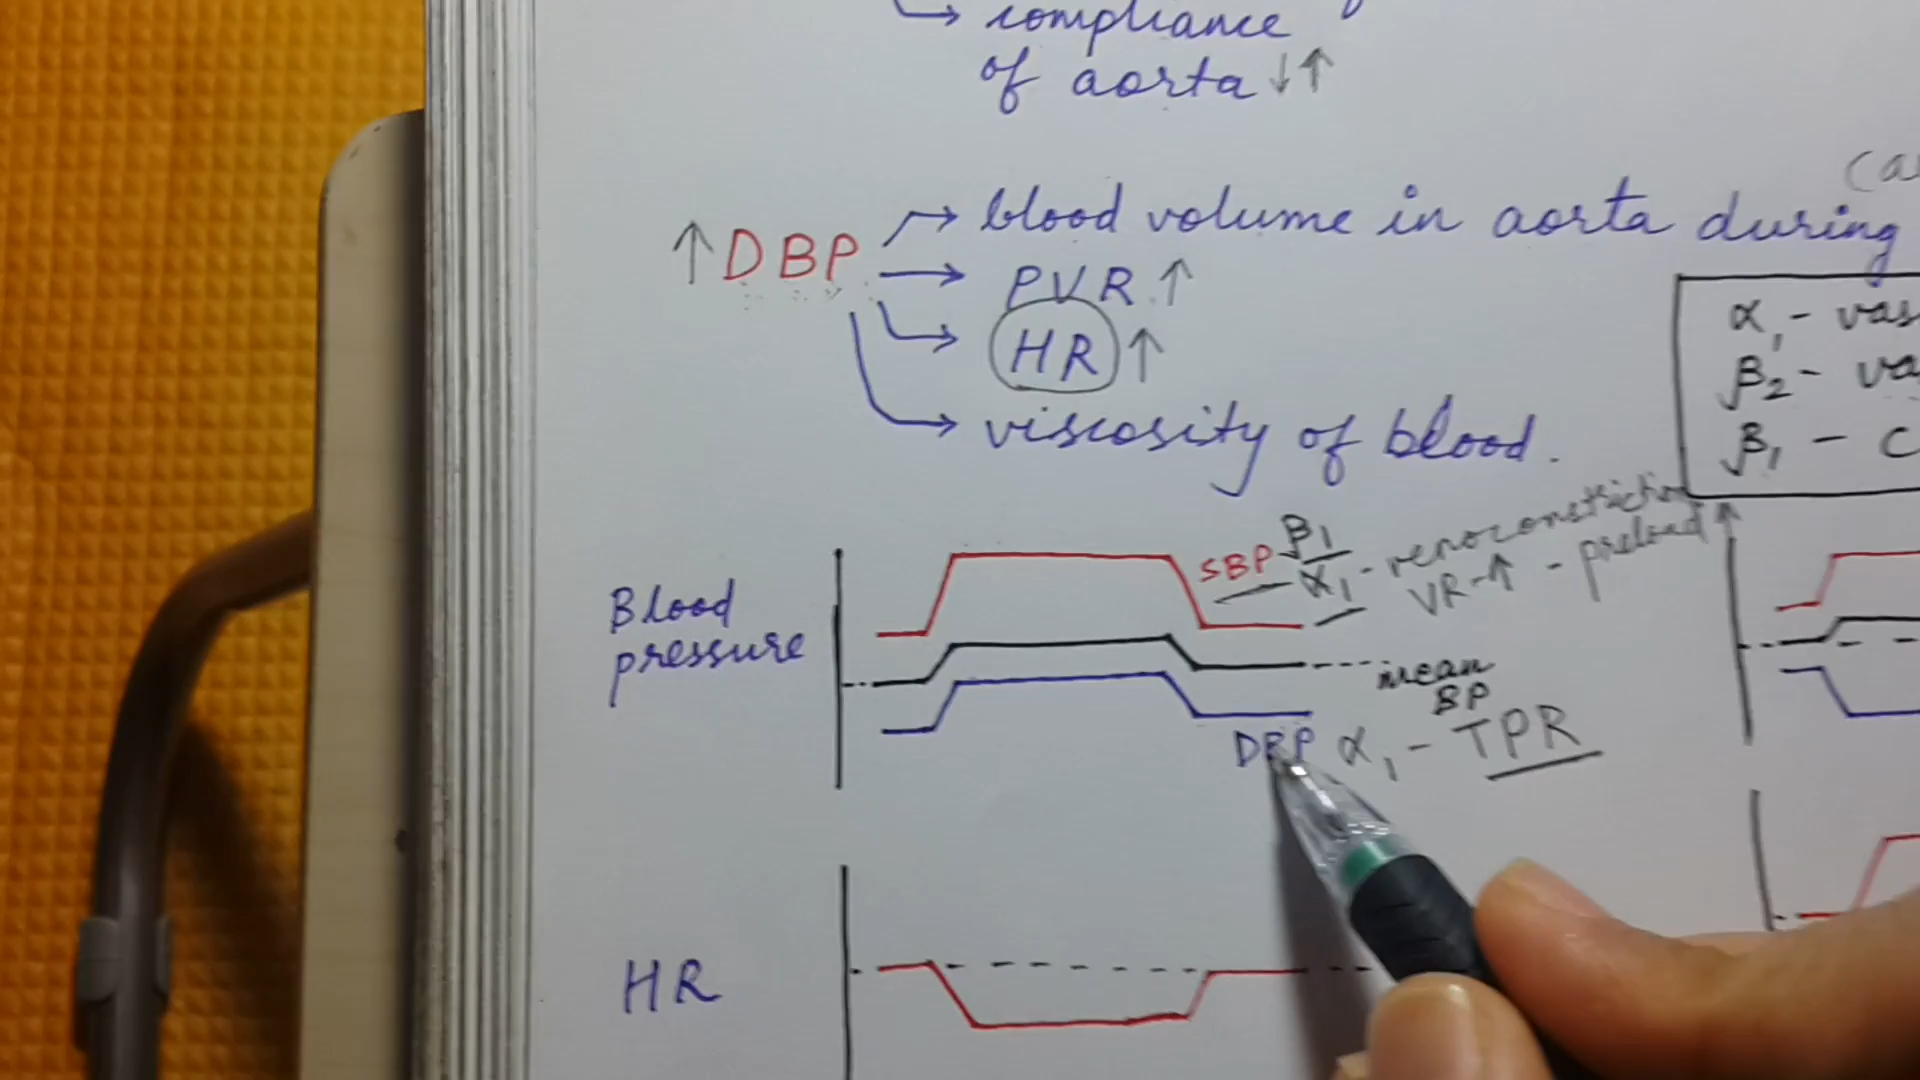 compliance
of aorta ↓↑
(a
↑ DBP → blood volume in aorta during
→ PVR ↑
→ HR ↑
→ viscosity of blood.
α1 - vas
β2 - va
β1 - C
Blood
pressure
SBP β1
α1 - venoconstriction
VR-↑ - preload
mean
BP
DBP α1 - TPR
HR